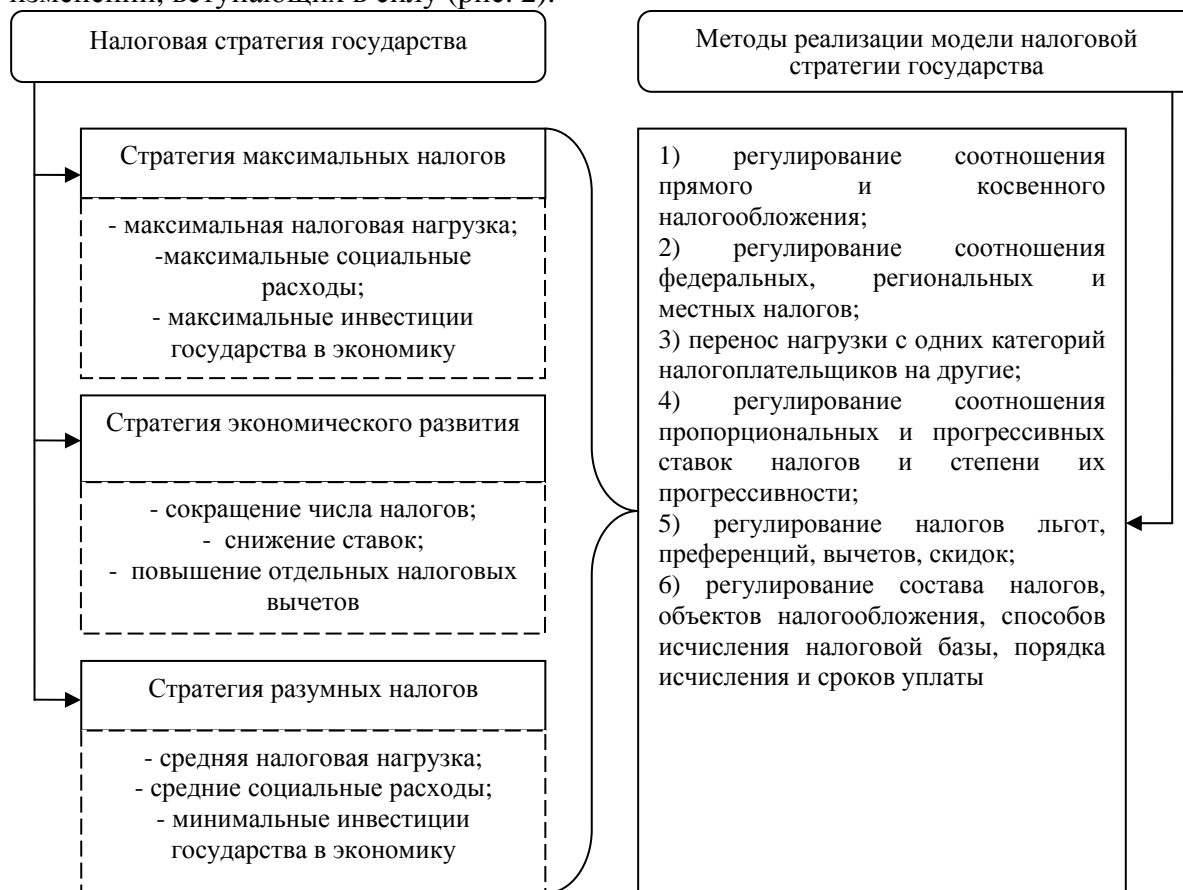 изменений, вступающих в силу (рис. 2).
Налоговая стратегия государства
Стратегия максимальных налогов
- максимальная налоговая нагрузка;
-максимальные социальные
расходы;
- максимальные инвестиции
государства в экономику
Стратегия экономического развития
- сокращение числа налогов;
- снижение ставок;
- повышение отдельных налоговых
вычетов
Стратегия разумных налогов
- средняя налоговая нагрузка;
- средние социальные расходы;
- минимальные инвестиции
государства в экономику
Методы реализации модели налоговой
стратегии государства
1) регулирование соотношения
прямого и косвенного
налогообложения;
2) регулирование соотношения
федеральных, региональных и
местных налогов;
3) перенос нагрузки с одних категорий
налогоплательщиков на другие;
4) регулирование соотношения
пропорциональных и прогрессивных
ставок налогов и степени их
прогрессивности;
5) регулирование налогов льгот,
преференций, вычетов, скидок;
6) регулирование состава налогов,
объектов налогообложения, способов
исчисления налоговой базы, порядка
исчисления и сроков уплаты